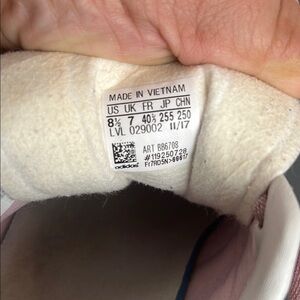 MADE IN VIETNAM
US UK FR JP CHN
8½ 7 40⅔ 255 250
LVL 029002 11/17
ART BB6708
#119250728
adidas